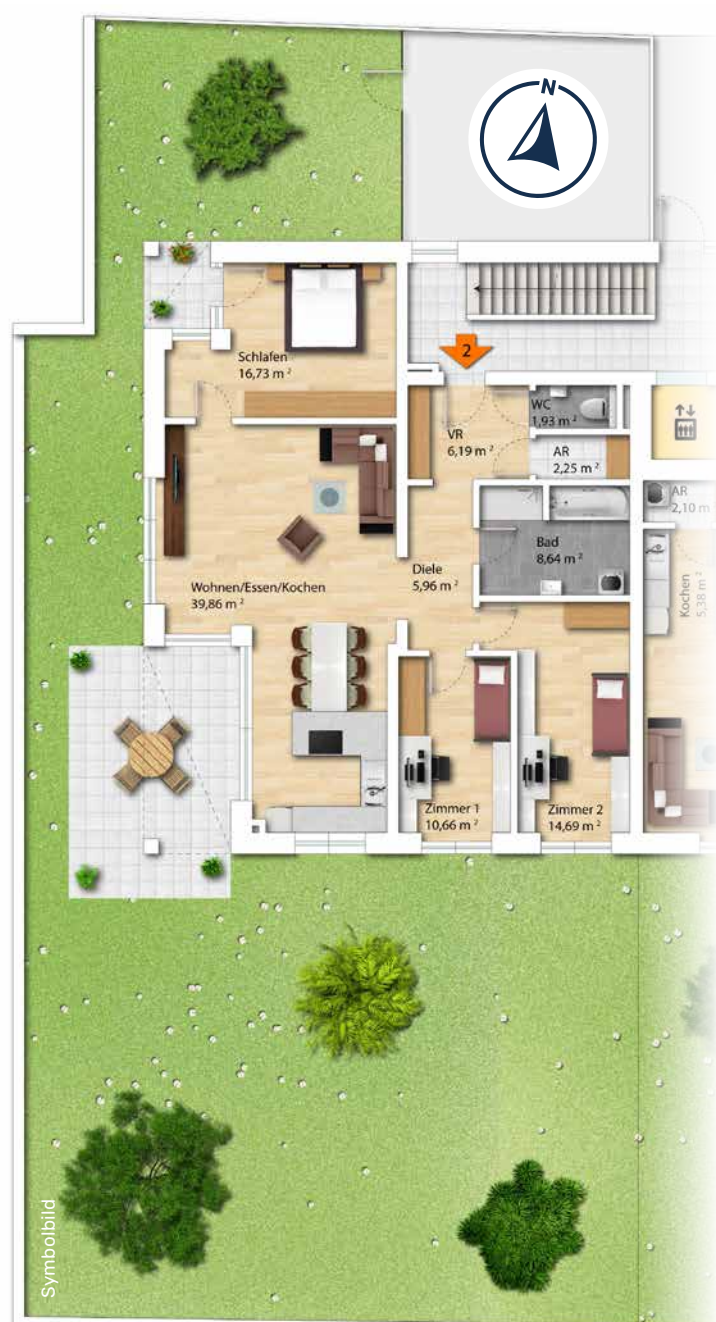 N
2
Schlafen
16,73 m²
WC
1,93 m²
VR
6,19 m²
AR
2,25 m²
AR
2,10 m
Bad
8,64 m²
Diele
5,96 m²
Wohnen/Essen/Kochen
39,86 m²
Kochen
5,38 m²
Zimmer 1
10,66 m²
Zimmer 2
14,69 m²
Symbolbild